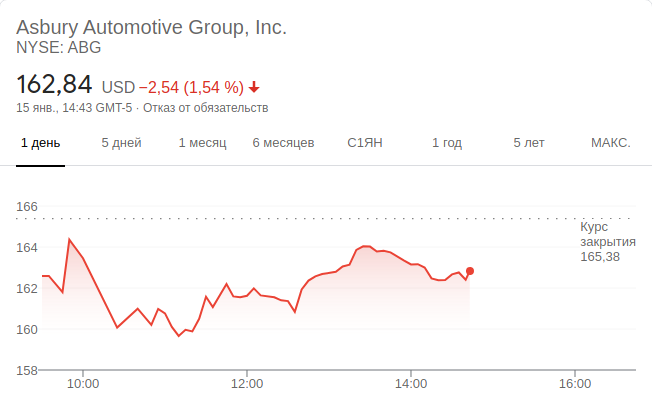 Asbury Automotive Group, Inc.
NYSE: ABG
162,84 USD −2,54 (1,54 %)
15 янв., 14:43 GMT-5 · Отказ от обязательств
1 день 5 дней 1 месяц 6 месяцев С1ЯН 1 год 5 лет МАКС.
166
Курс
закрытия
165,38
164
162
160
158
10:00 12:00 14:00 16:00